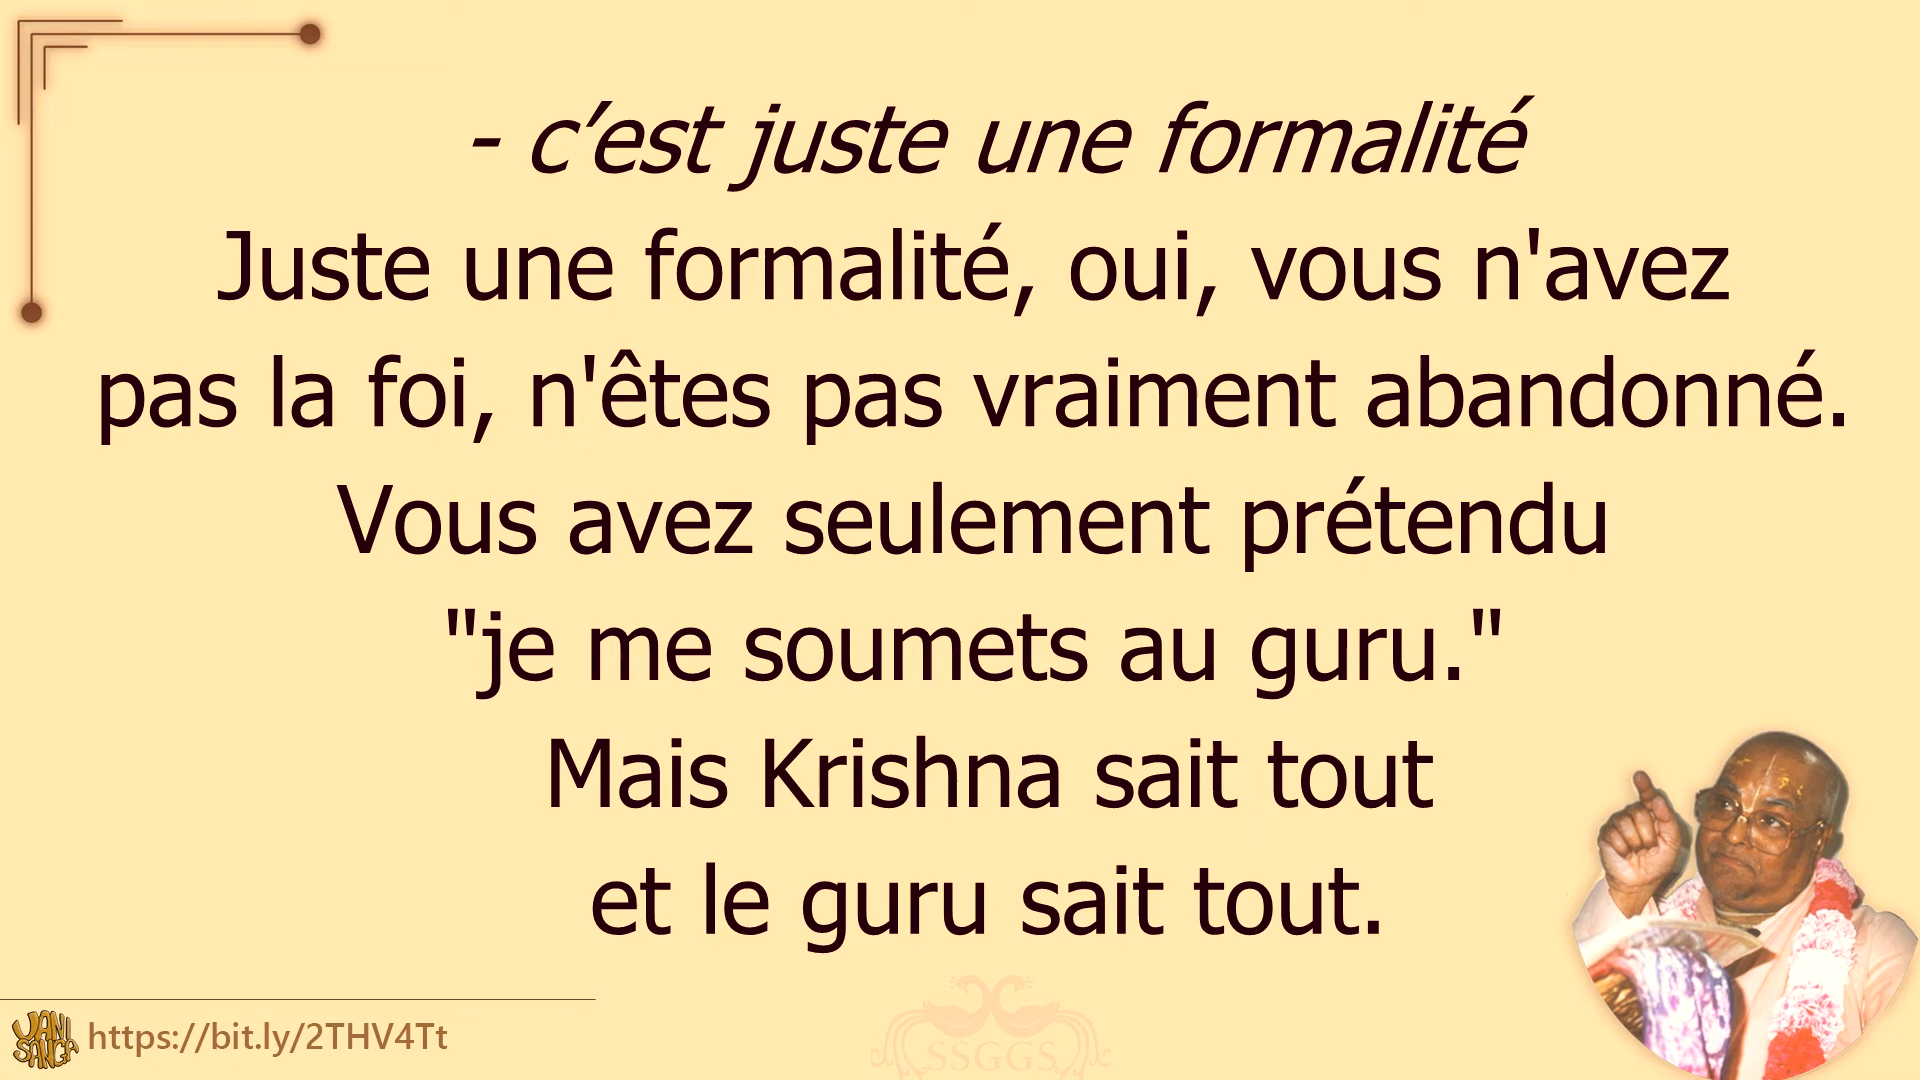 - c’est juste une formalité
Juste une formalité, oui, vous n'avez
pas la foi, n'êtes pas vraiment abandonné.
Vous avez seulement prétendu
"je me soumets au guru."
Mais Krishna sait tout
et le guru sait tout.
VANI
SANGA
https://bit.ly/2THV4Tt
SSGGS